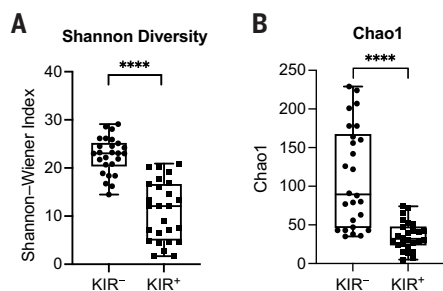 A
Shannon Diversity
****
Shannon–Wiener Index
40
30
20
10
0
KIR⁻ KIR⁺
B
Chao1
****
Chao1
250
200
150
100
50
0
KIR⁻ KIR⁺